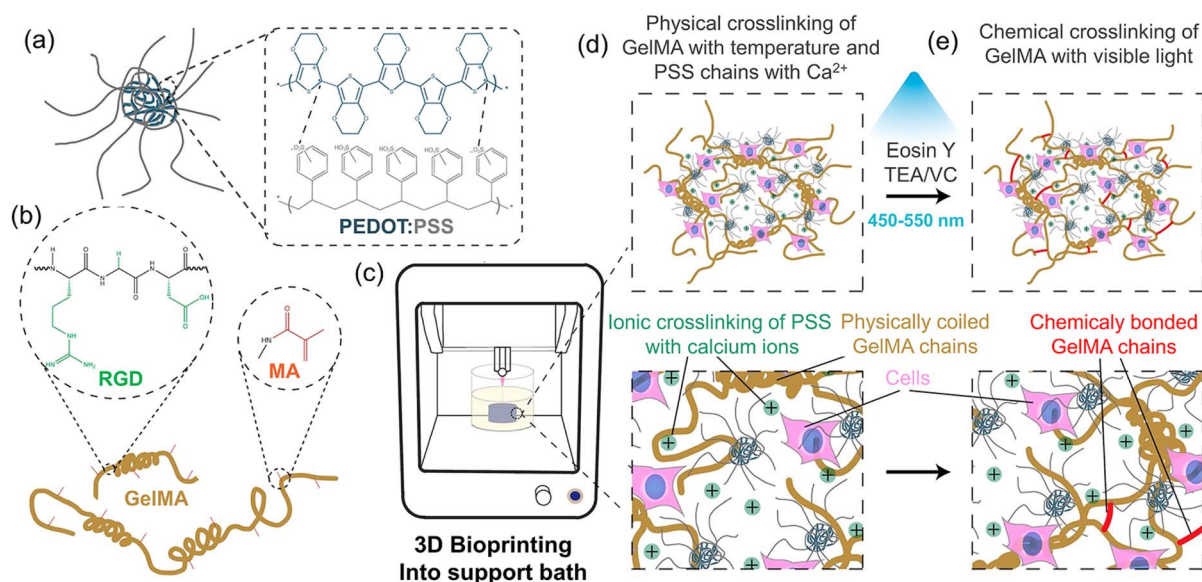 (a)
PEDOT:PSS
(b)
RGD
MA
GelMA
(c)
3D Bioprinting
Into support bath
(d)
Physical crosslinking of
GelMA with temperature and
PSS chains with Ca²⁺
Eosin Y
TEA/VC
450-550 nm
(e)
Chemical crosslinking of
GelMA with visible light
Ionic crosslinking of PSS
with calcium ions
Physically coiled
GelMA chains
Cells
Chemicaly bonded
GelMA chains